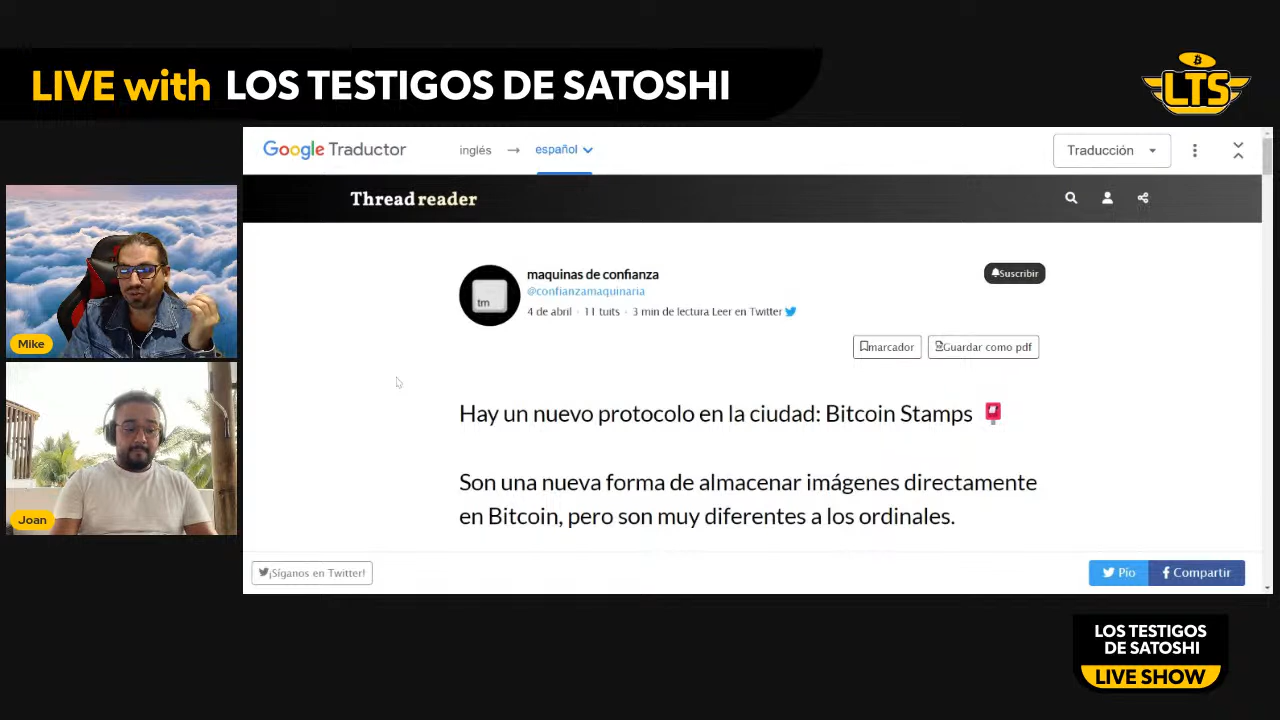 LIVE with LOS TESTIGOS DE SATOSHI
LTS
Google Traductor
inglés → español
Traducción
Thread reader
maquinas de confianza
@confianzamaquinaria
4 de abril · 11 tuits · 3 min de lectura Leer en Twitter
Suscribir
tm
marcador
Guardar como pdf
Hay un nuevo protocolo en la ciudad: Bitcoin Stamps
Son una nueva forma de almacenar imágenes directamente
en Bitcoin, pero son muy diferentes a los ordinales.
¡Síganos en Twitter!
Pío
Compartir
Mike
Joan
LOS TESTIGOS
DE SATOSHI
LIVE SHOW